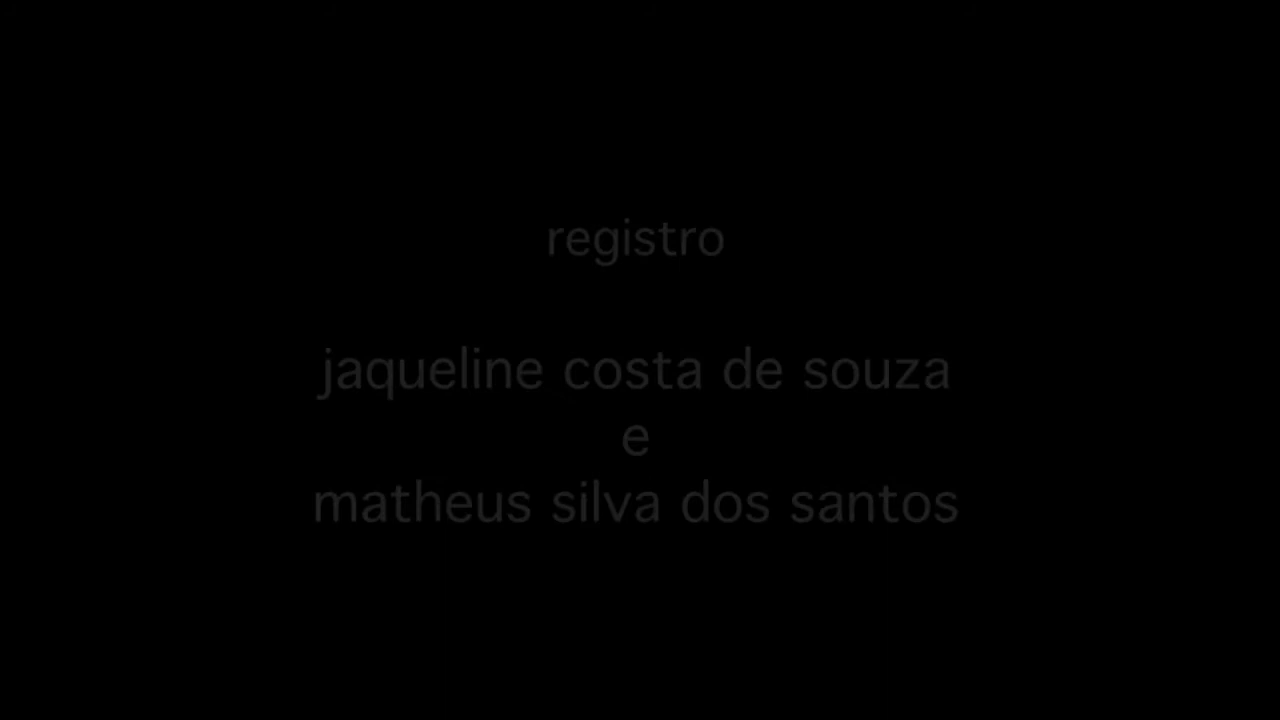 registro
jaqueline costa de souza
e
matheus silva dos santos